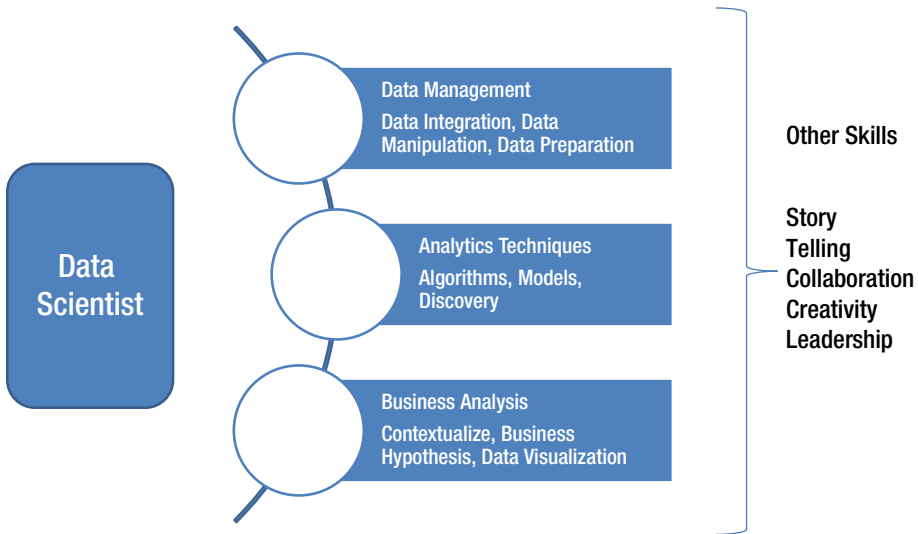 Data
Scientist
Data Management
Data Integration, Data
Manipulation, Data Preparation
Analytics Techniques
Algorithms, Models,
Discovery
Business Analysis
Contextualize, Business
Hypothesis, Data Visualization
Other Skills
Story
Telling
Collaboration
Creativity
Leadership